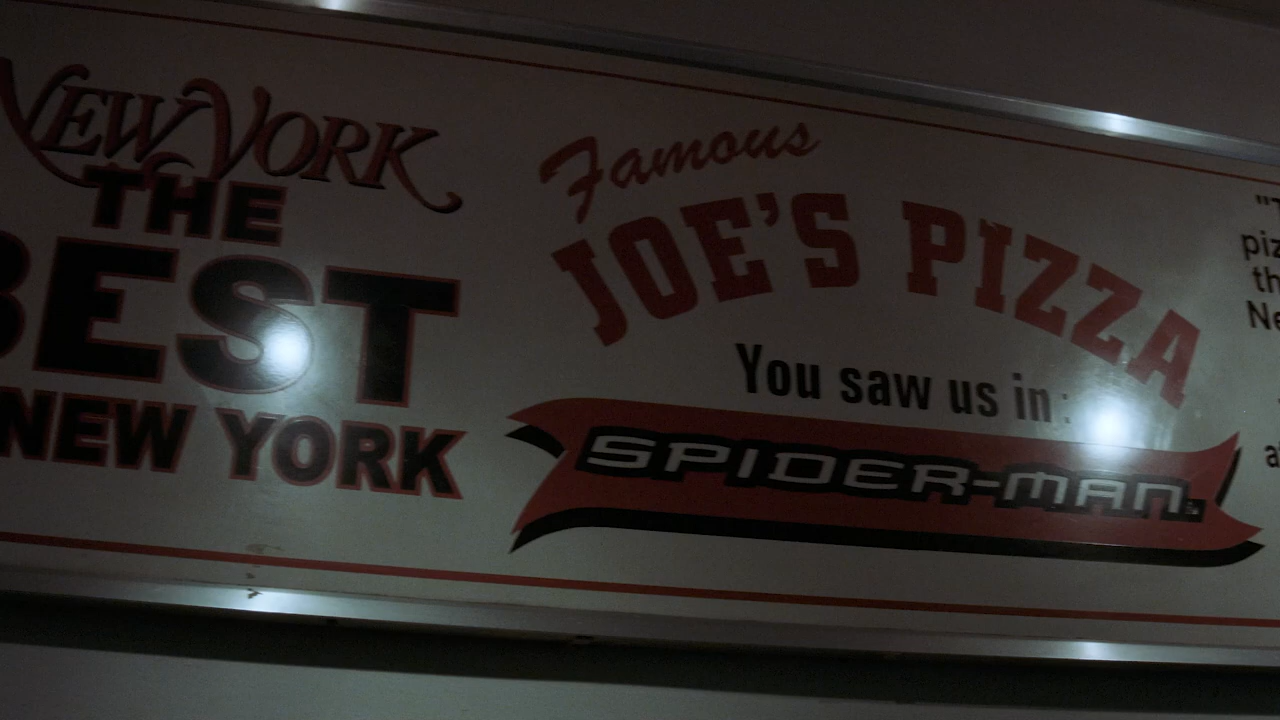 NEW YORK
THE
BEST
NEW YORK
Famous
JOE'S PIZZA
You saw us in:
SPIDER-MAN